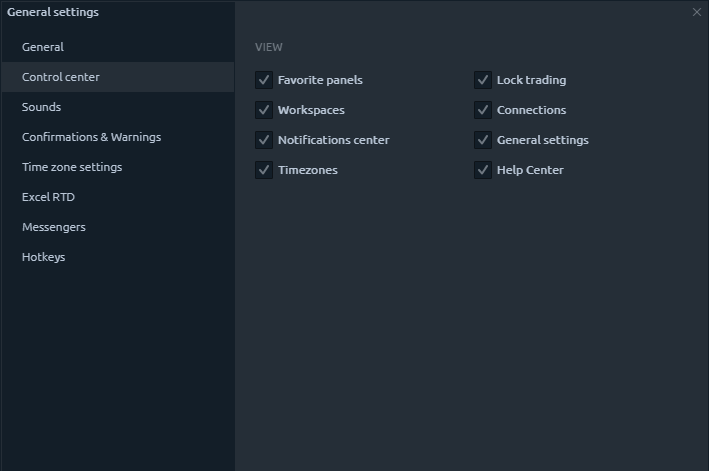 General settings
General
Control center
Sounds
Confirmations & Warnings
Time zone settings
Excel RTD
Messengers
Hotkeys
VIEW
Favorite panels
Lock trading
Workspaces
Connections
Notifications center
General settings
Timezones
Help Center